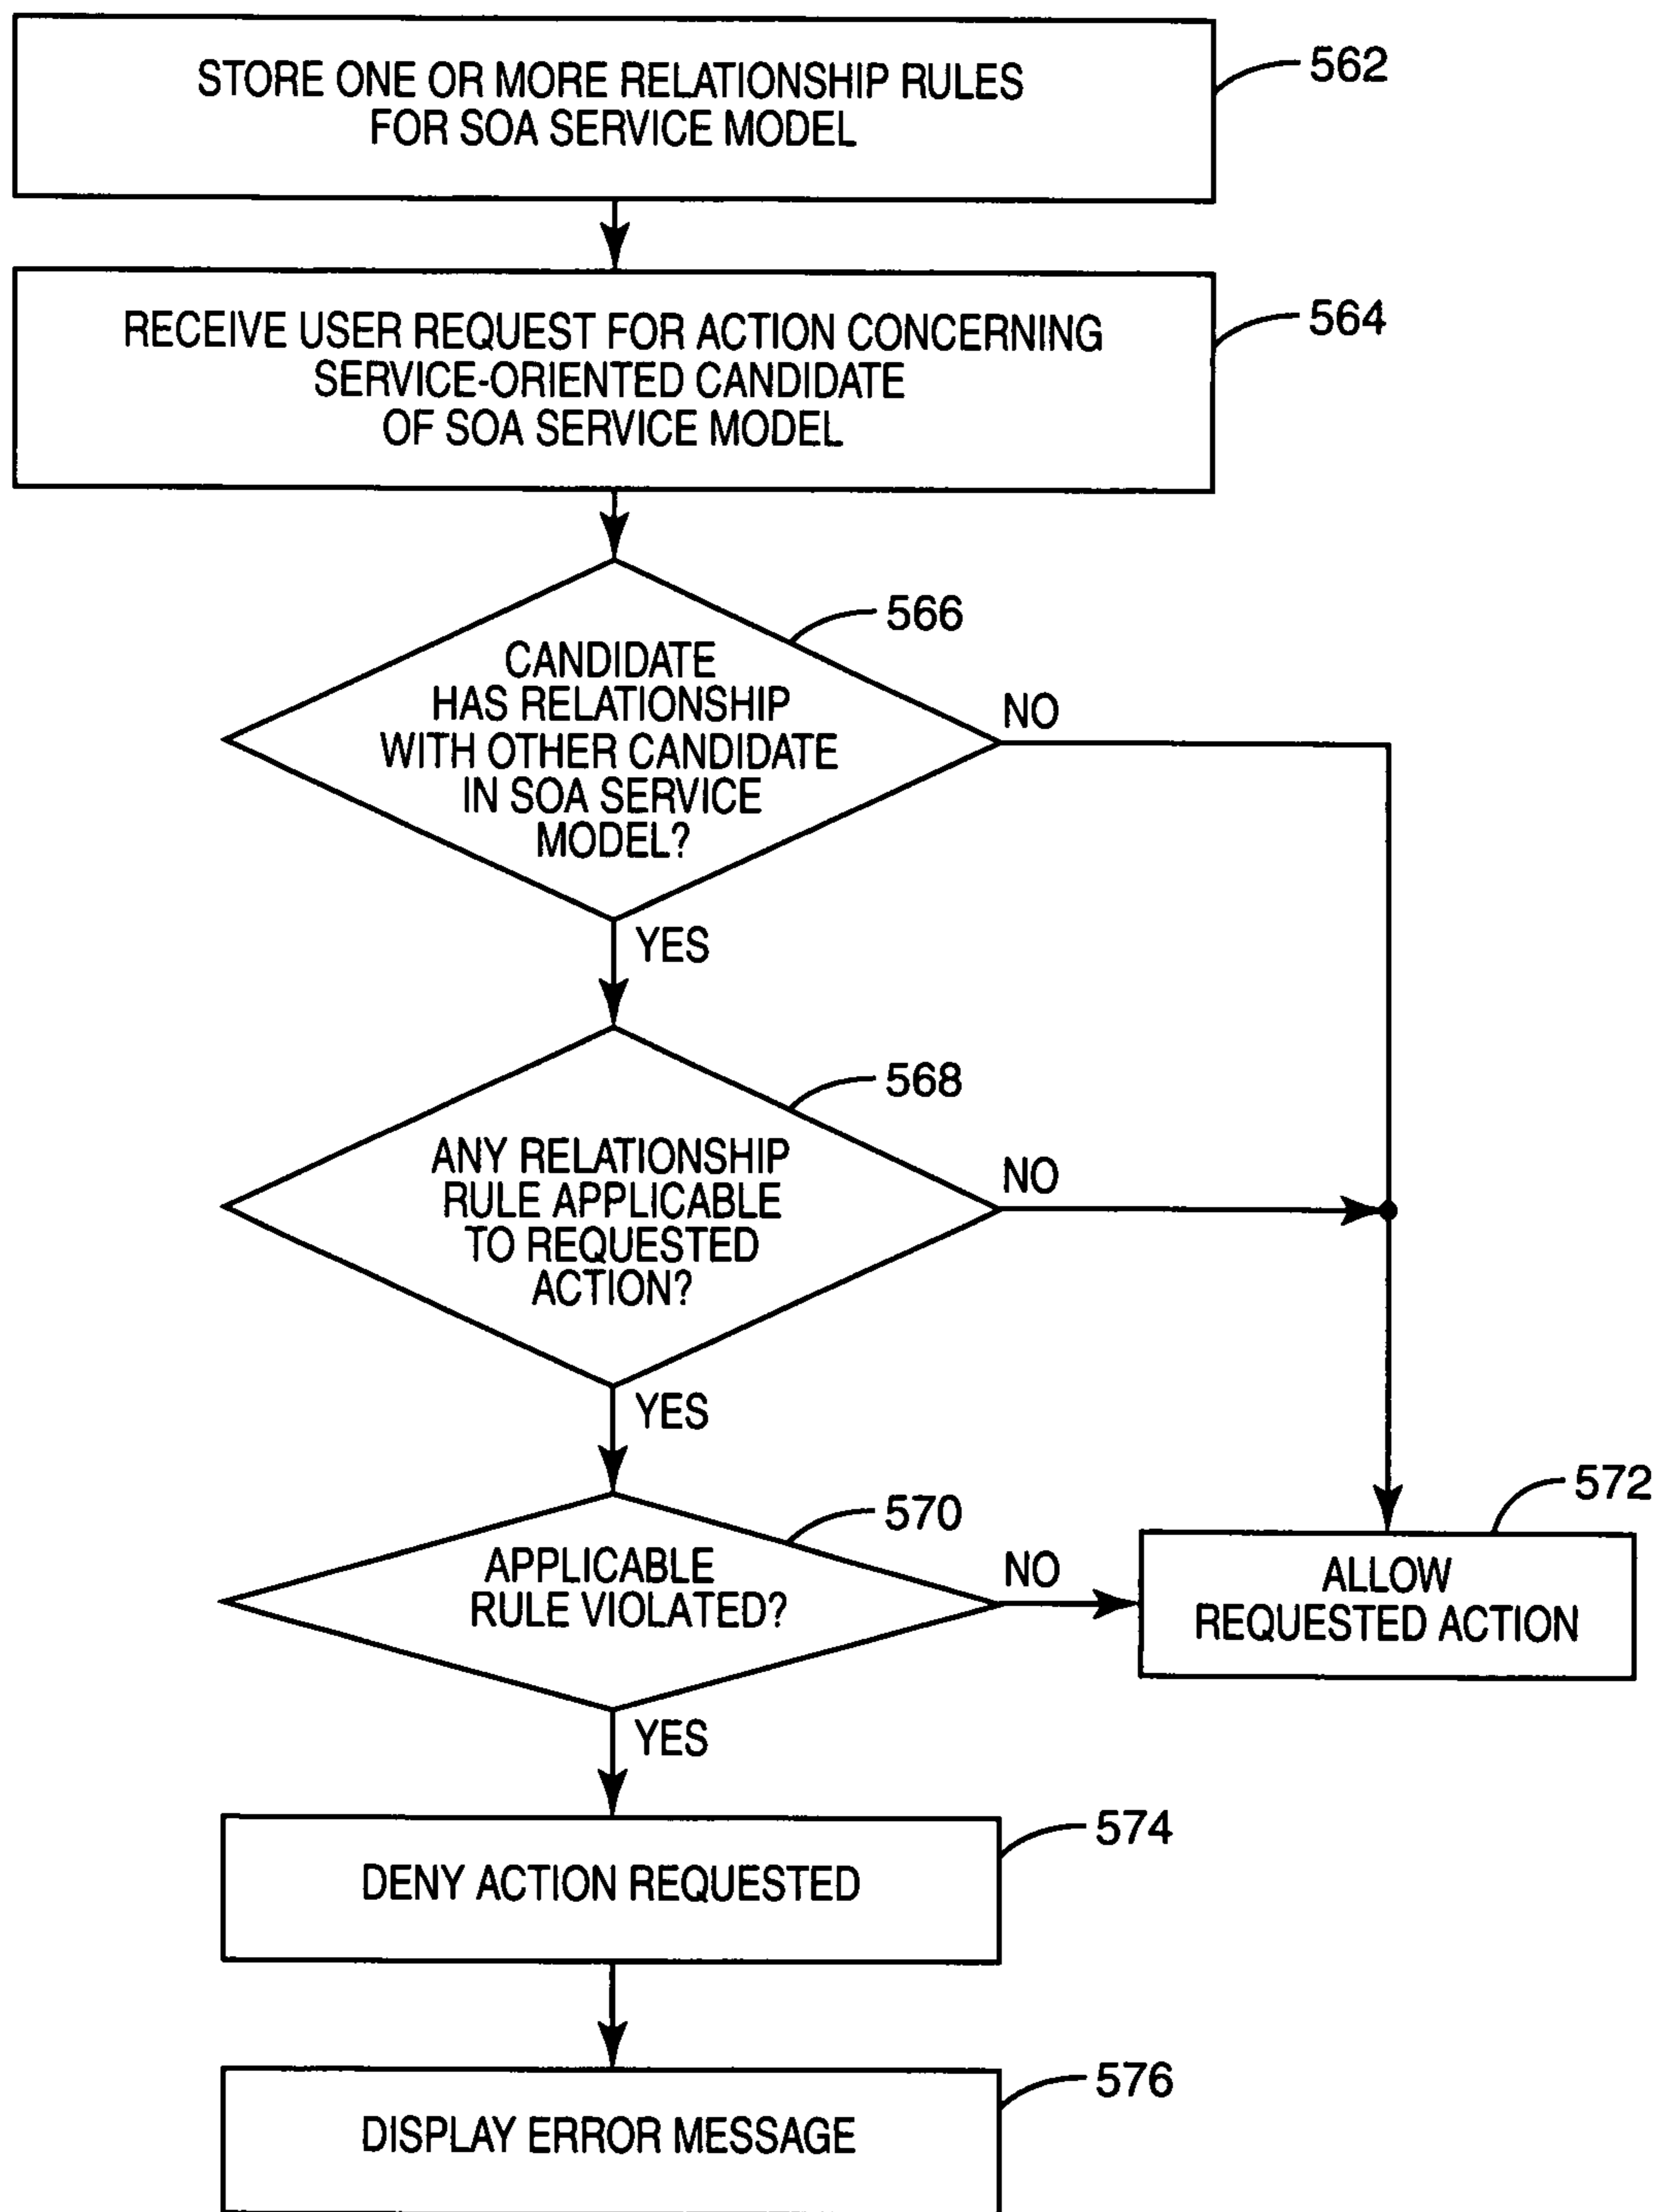 STORE ONE OR MORE RELATIONSHIP RULES
FOR SOA SERVICE MODEL
562
RECEIVE USER REQUEST FOR ACTION CONCERNING
SERVICE-ORIENTED CANDIDATE
OF SOA SERVICE MODEL
564
566
CANDIDATE
HAS RELATIONSHIP
WITH OTHER CANDIDATE
IN SOA SERVICE
MODEL?
NO
YES
568
ANY RELATIONSHIP
RULE APPLICABLE
TO REQUESTED
ACTION?
NO
YES
570
APPLICABLE
RULE VIOLATED?
NO
572
ALLOW
REQUESTED ACTION
YES
574
DENY ACTION REQUESTED
576
DISPLAY ERROR MESSAGE